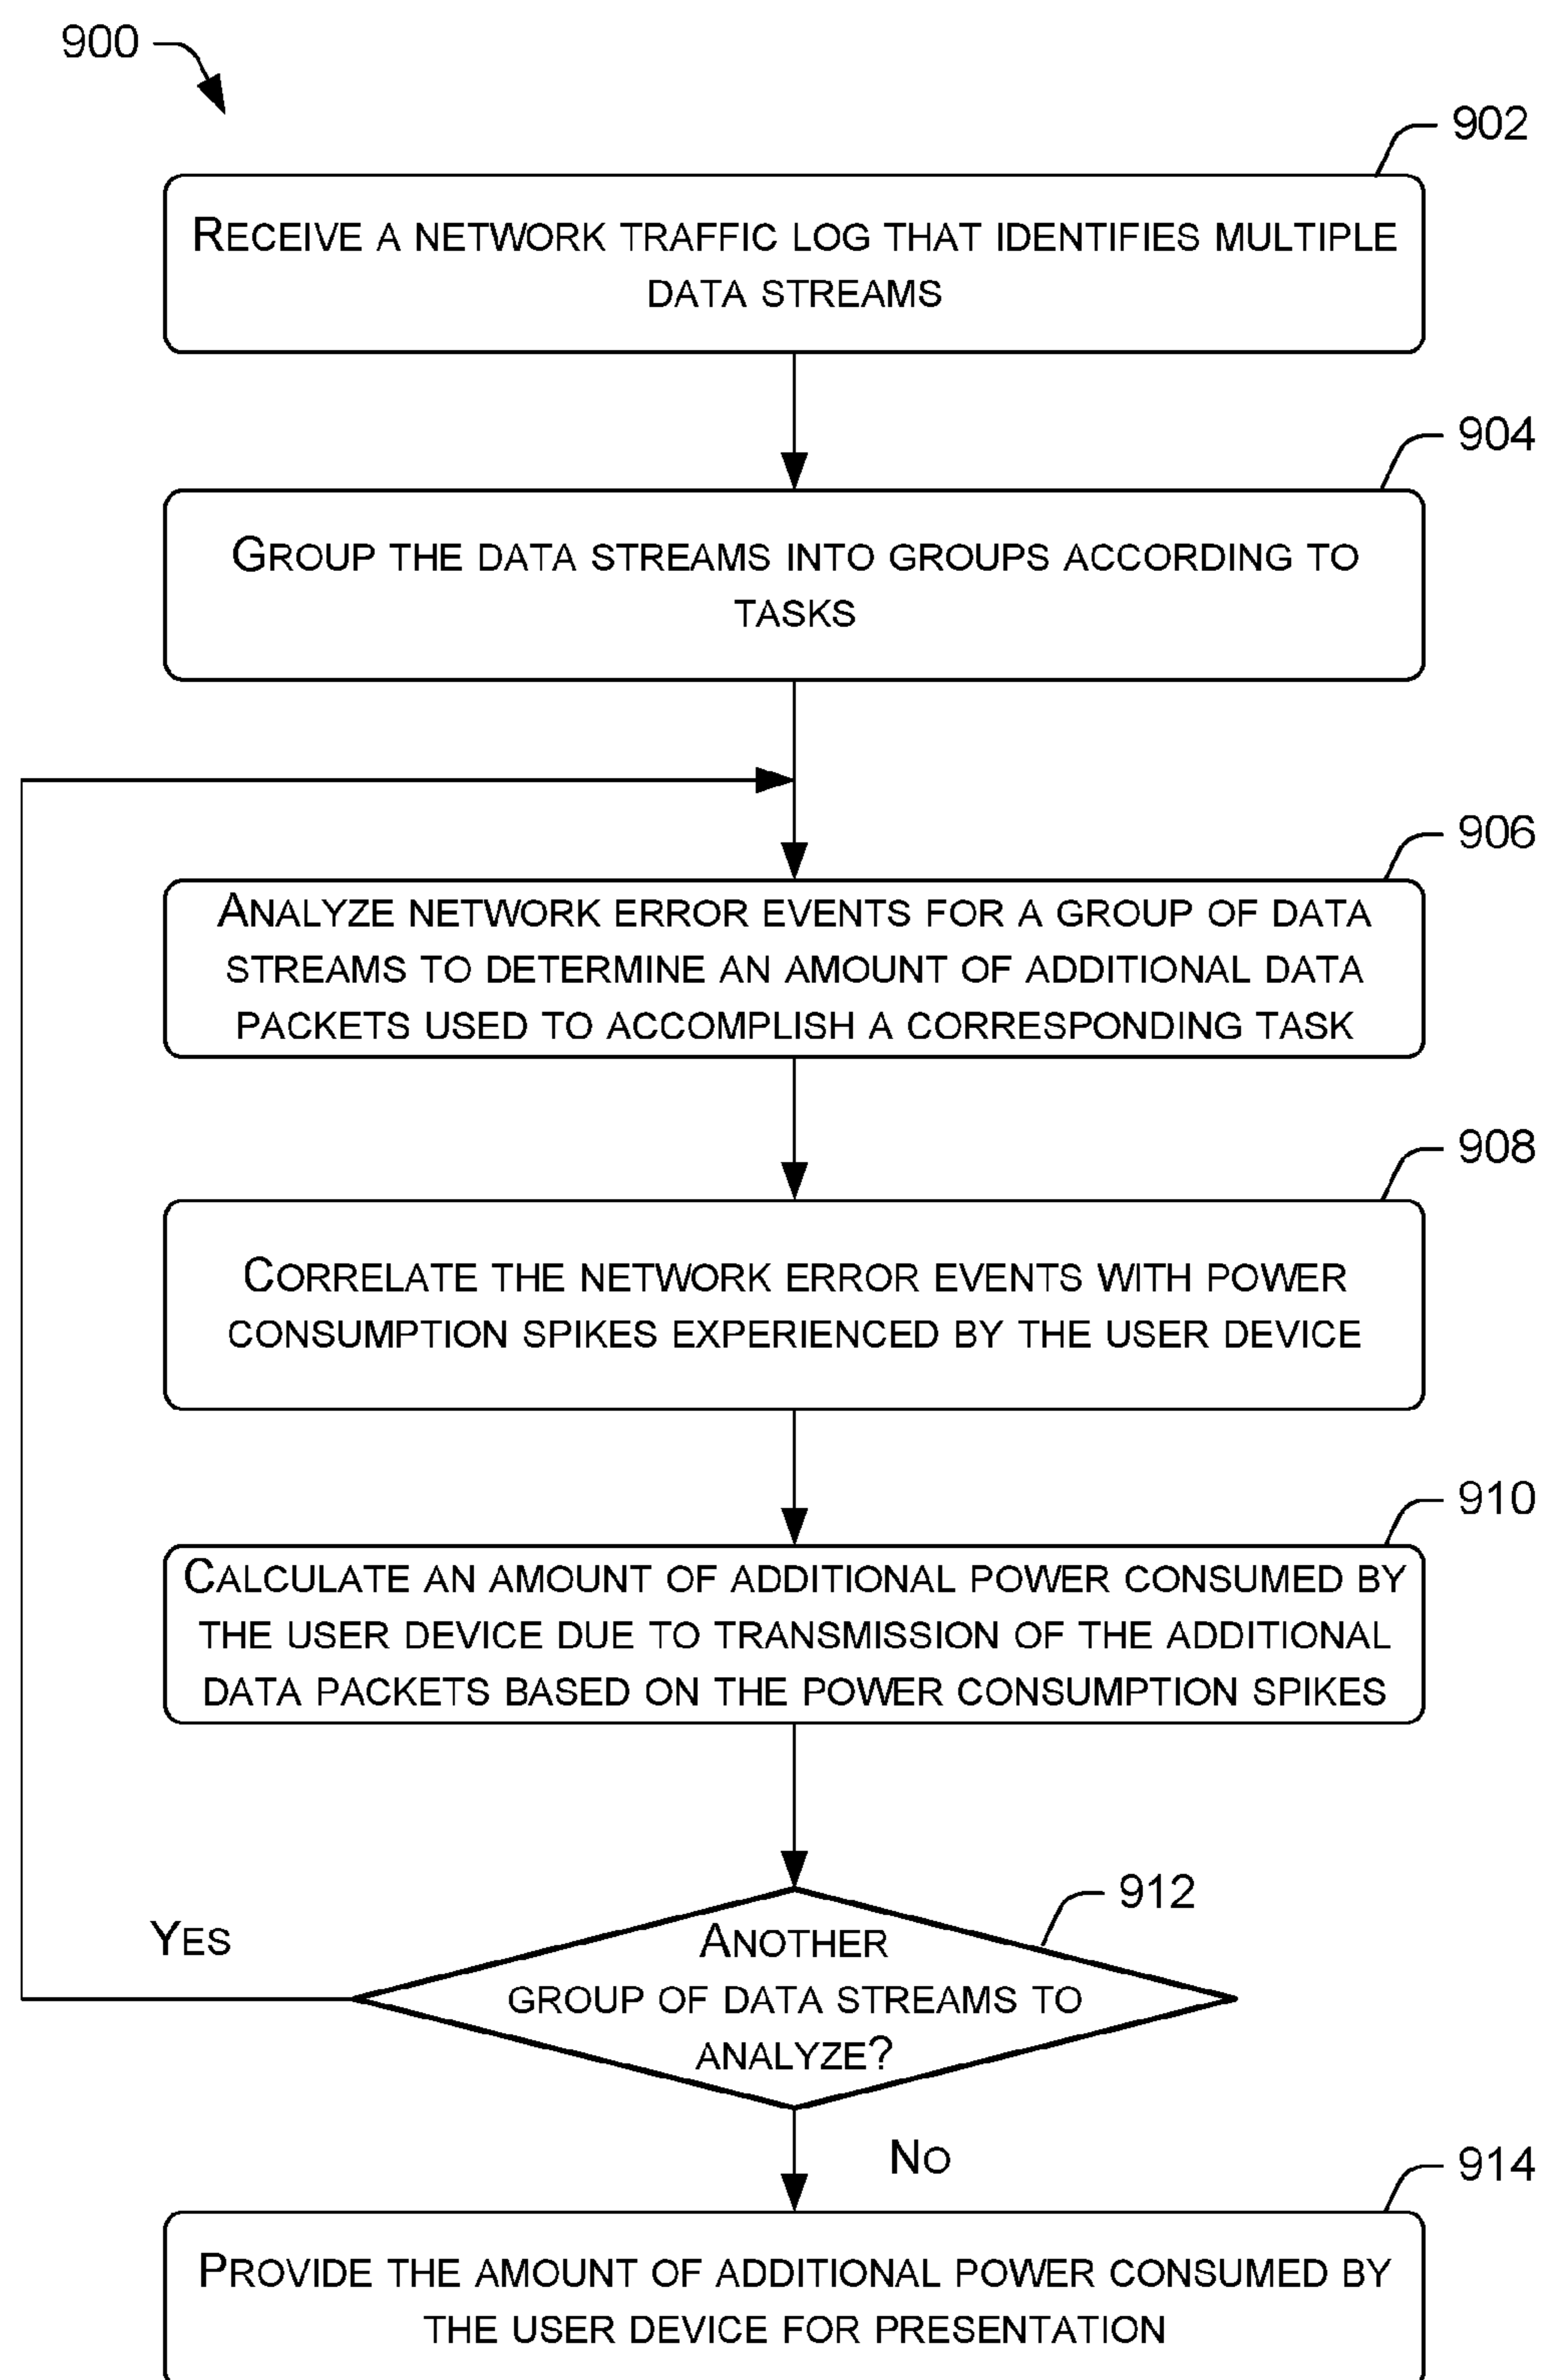 900
902
RECEIVE A NETWORK TRAFFIC LOG THAT IDENTIFIES MULTIPLE
DATA STREAMS
904
GROUP THE DATA STREAMS INTO GROUPS ACCORDING TO
TASKS
906
ANALYZE NETWORK ERROR EVENTS FOR A GROUP OF DATA
STREAMS TO DETERMINE AN AMOUNT OF ADDITIONAL DATA
PACKETS USED TO ACCOMPLISH A CORRESPONDING TASK
908
CORRELATE THE NETWORK ERROR EVENTS WITH POWER
CONSUMPTION SPIKES EXPERIENCED BY THE USER DEVICE
910
CALCULATE AN AMOUNT OF ADDITIONAL POWER CONSUMED BY
THE USER DEVICE DUE TO TRANSMISSION OF THE ADDITIONAL
DATA PACKETS BASED ON THE POWER CONSUMPTION SPIKES
912
YES
ANOTHER
GROUP OF DATA STREAMS TO
ANALYZE?
NO
914
PROVIDE THE AMOUNT OF ADDITIONAL POWER CONSUMED BY
THE USER DEVICE FOR PRESENTATION